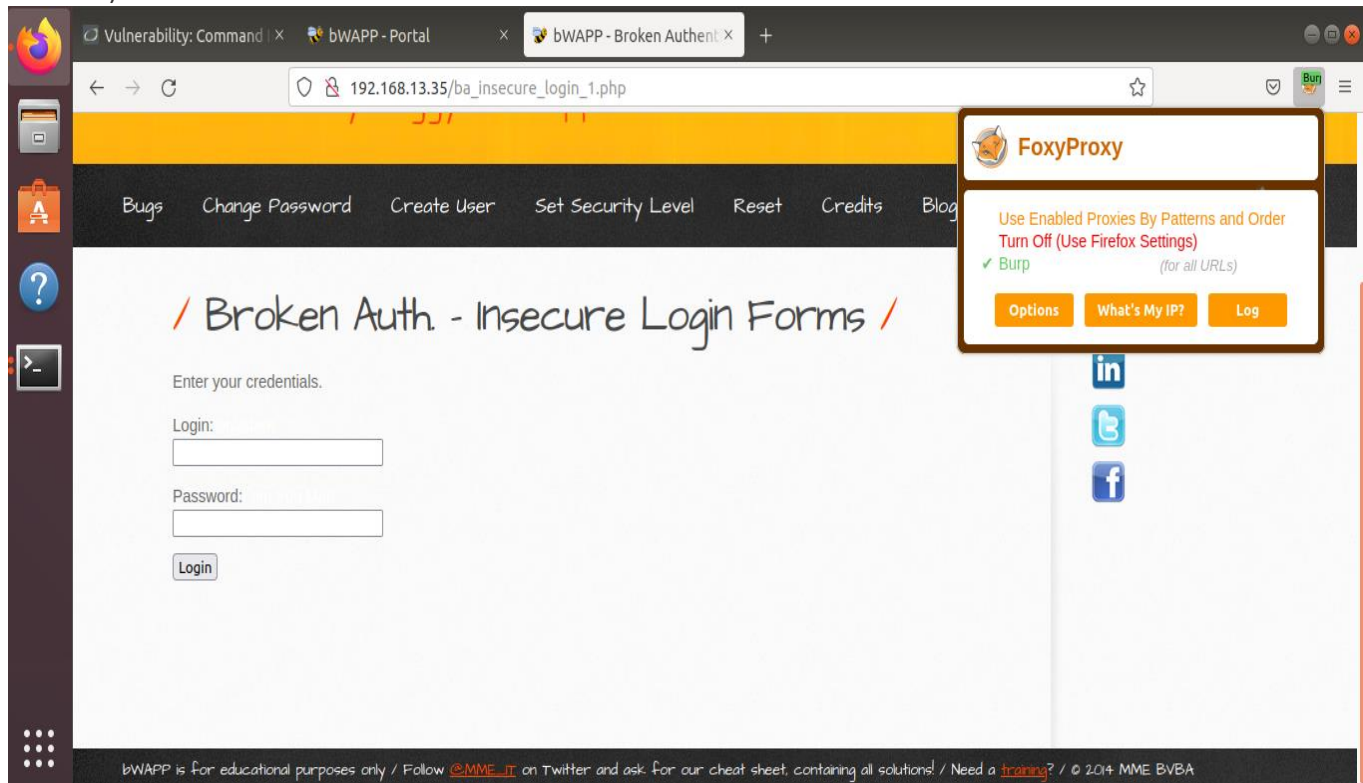 Vulnerability: Command I
bWAPP - Portal
bWAPP - Broken Authent
192.168.13.35/ba_insecure_login_1.php
Burp
FoxyProxy
Use Enabled Proxies By Patterns and Order
Turn Off (Use Firefox Settings)
✓ Burp (for all URLs)
Options What's My IP? Log
Bugs Change Password Create User Set Security Level Reset Credits Blog
/ Broken Auth. - Insecure Login Forms /
Enter your credentials.
Login:
Password:
Login
bWAPP is for educational purposes only / Follow @MME_IT on Twitter and ask for our cheat sheet, containing all solutions! / Need a training? / © 2014 MME BVBA